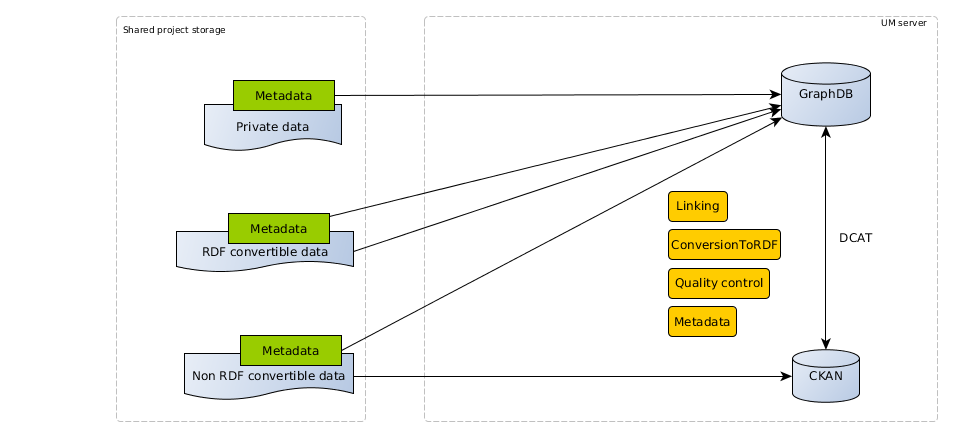 Shared project storage
UM server
Metadata
Private data
GraphDB
Metadata
RDF convertible data
Linking
ConversionToRDF
Quality control
Metadata
DCAT
Metadata
Non RDF convertible data
CKAN